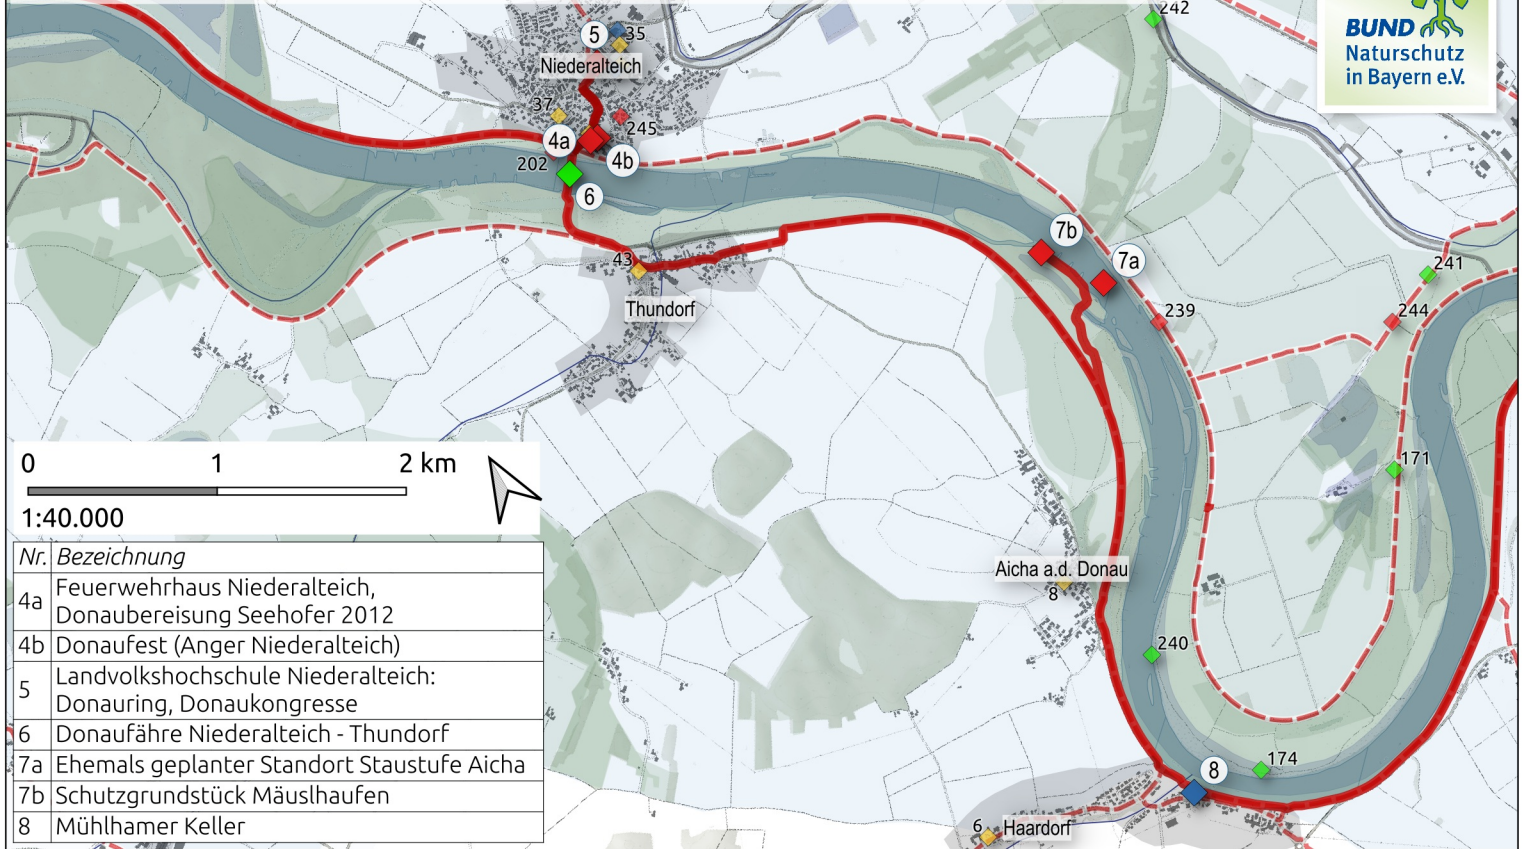 242
BUND
Naturschutz
in Bayern e.V.
5
35
Niederalteich
37
245
4a
4b
202
6
7b
7a
43
241
244
239
Thundorf
0 1 2 km
1:40.000
171
Nr. Bezeichnung
4a Feuerwehrhaus Niederalteich,
Donaubereisung Seehofer 2012
4b Donaufest (Anger Niederalteich)
5 Landvolkshochschule Niederalteich:
Donauring, Donaukongresse
6 Donaufähre Niederalteich - Thundorf
7a Ehemals geplanter Standort Staustufe Aicha
7b Schutzgrundstück Mäuslhaufen
8 Mühlhamer Keller
Aicha a.d. Donau
8
240
174
8
6
Haardorf